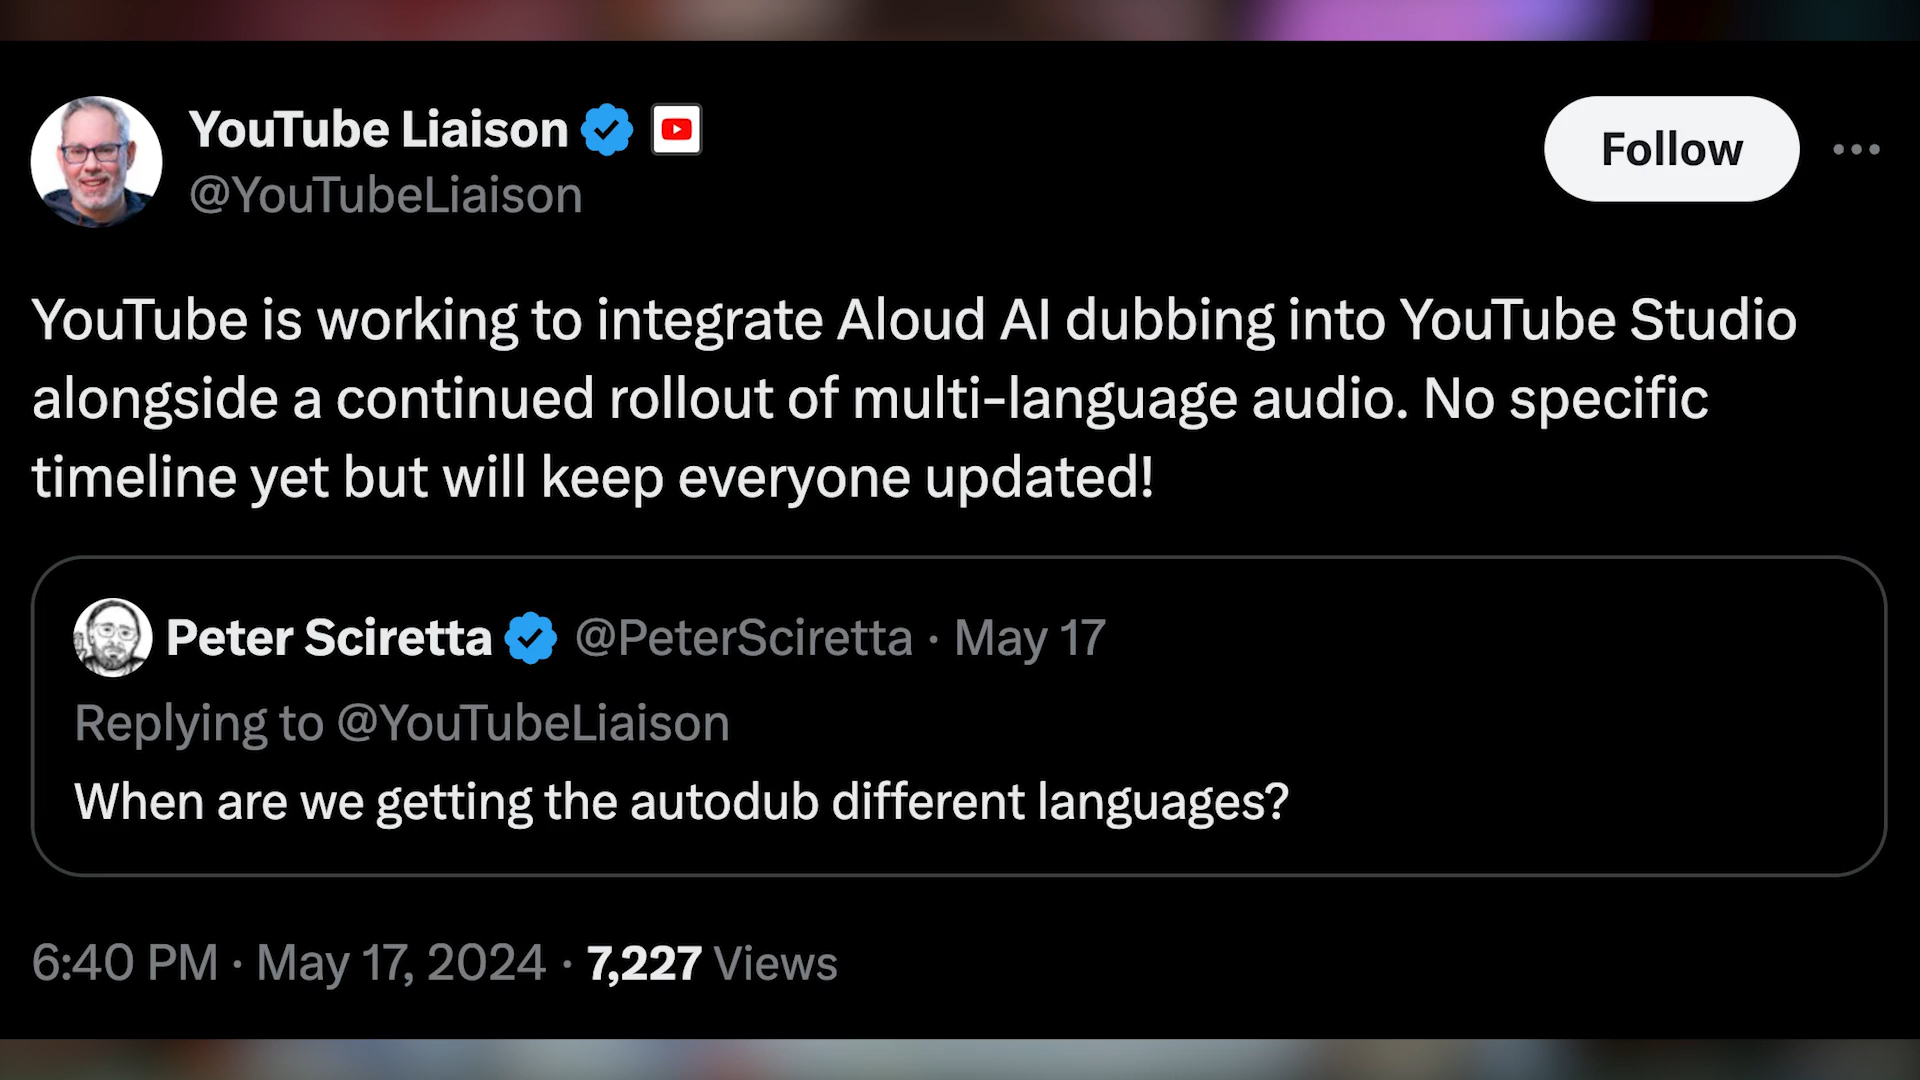 YouTube Liaison
@YouTubeLiaison
Follow
YouTube is working to integrate Aloud AI dubbing into YouTube Studio
alongside a continued rollout of multi-language audio. No specific
timeline yet but will keep everyone updated!
Peter Sciretta @PeterSciretta · May 17
Replying to @YouTubeLiaison
When are we getting the autodub different languages?
6:40 PM · May 17, 2024 · 7,227 Views